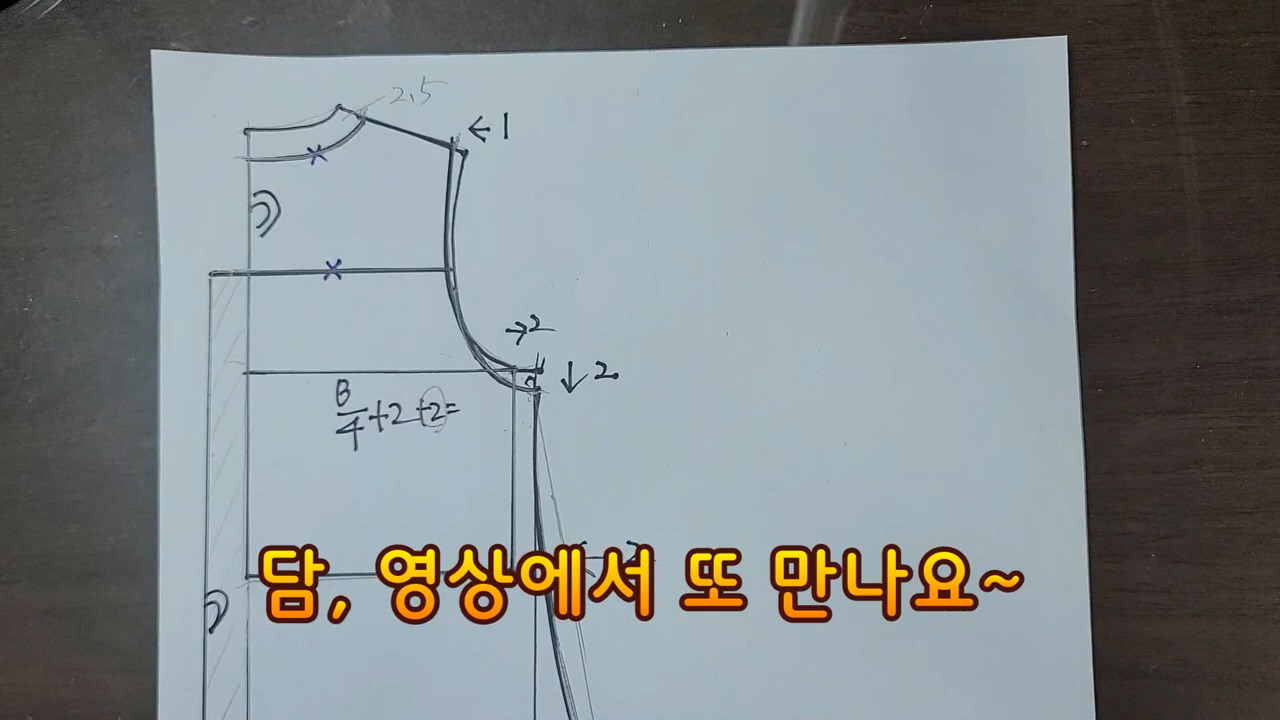 2.5
←1
→2
↓2.
B/4+2+2=
담, 영상에서 또 만나요~